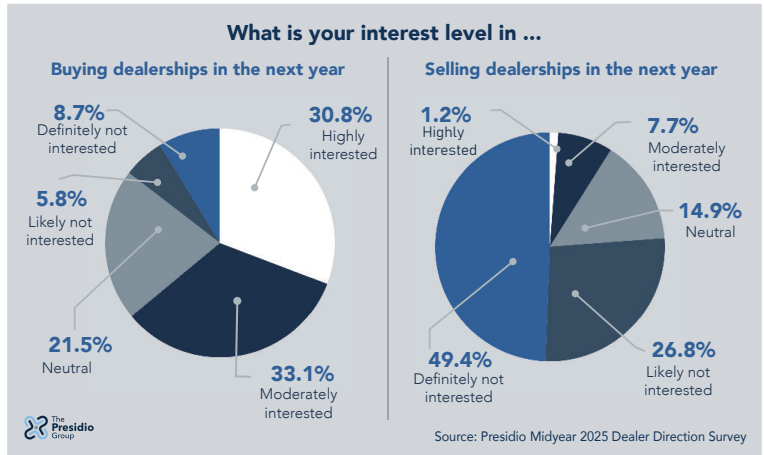 What is your interest level in ...
Buying dealerships in the next year
8.7%
Definitely not
interested
30.8%
Highly
interested
5.8%
Likely not
interested
21.5%
Neutral
33.1%
Moderately
interested
Selling dealerships in the next year
1.2%
Highly
interested
7.7%
Moderately
interested
14.9%
Neutral
49.4%
Definitely not
interested
26.8%
Likely not
interested
The
Presidio
Group
Source: Presidio Midyear 2025 Dealer Direction Survey